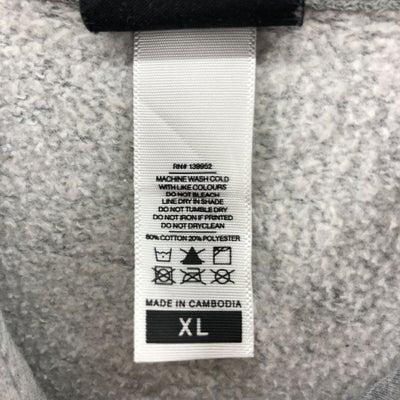 RN# 139952
MACHINE WASH COLD
WITH LIKE COLOURS
DO NOT BLEACH
LINE DRY IN SHADE
DO NOT TUMBLE DRY
DO NOT IRON IF PRINTED
DO NOT DRYCLEAN
80% COTTON 20% POLYESTER
MADE IN CAMBODIA
XL